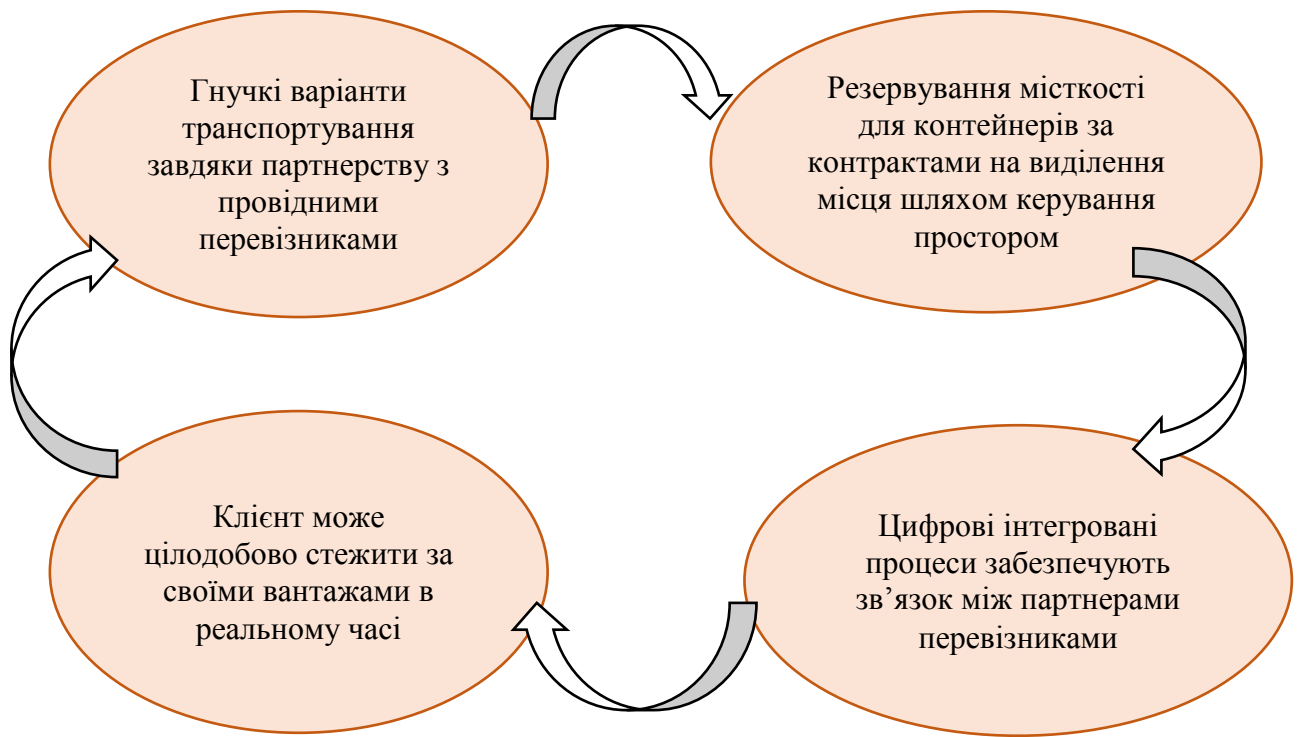 Гнучкі варіанти
транспортування
завдяки партнерству з
провідними
перевізниками
Резервування місткості
для контейнерів за
контрактами на виділення
місця шляхом керування
простором
Цифрові інтегровані
процеси забезпечують
зв’язок між партнерами
перевізниками
Клієнт може
цілодобово стежити за
своїми вантажами в
реальному часі